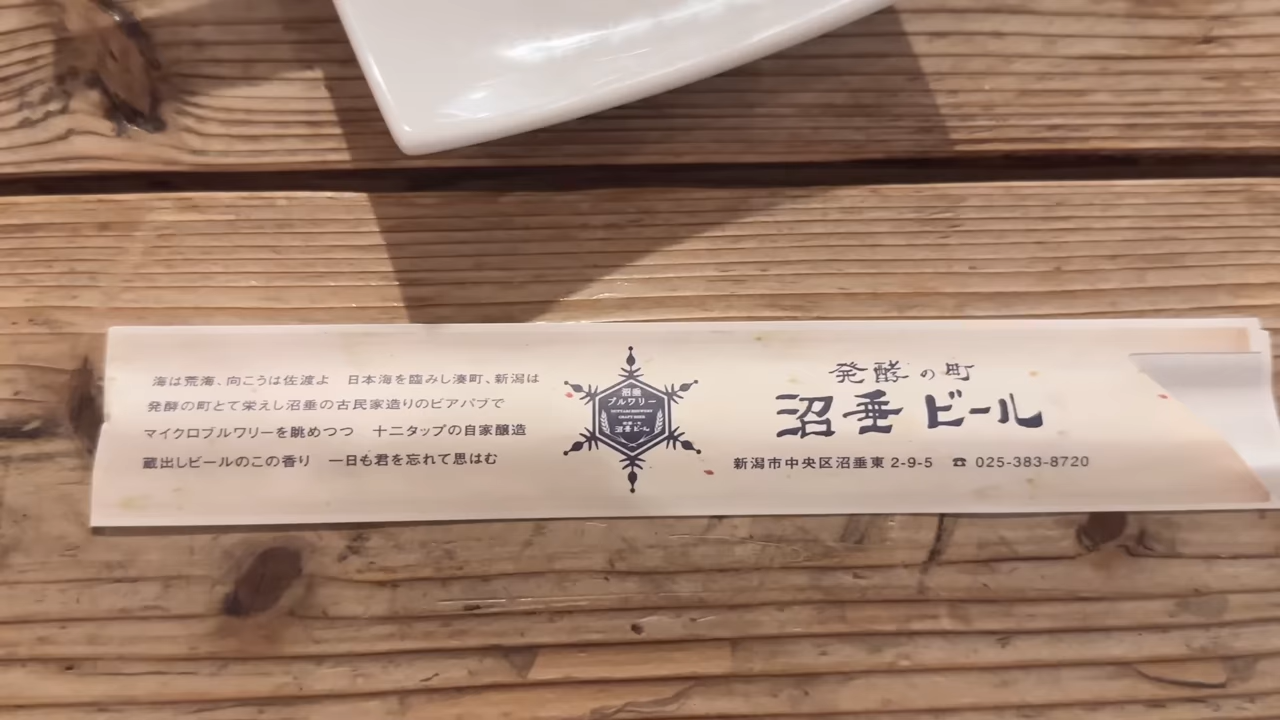 海は荒海、向こうは佐渡よ　日本海を臨みし湊町、新潟は
発酵の町とて栄えし沼垂の古民家造りのビアパブで
マイクロブルワリーを眺めつつ　十二タップの自家醸造
蔵出しビールのこの香り　一日も君を忘れて思はむ
沼垂
ブルワリー
NUTTARI BREWERY
CRAFT BEER
沼垂ビール
発酵の町
沼垂ビール
新潟市中央区沼垂東 2-9-5　☎ 025-383-8720